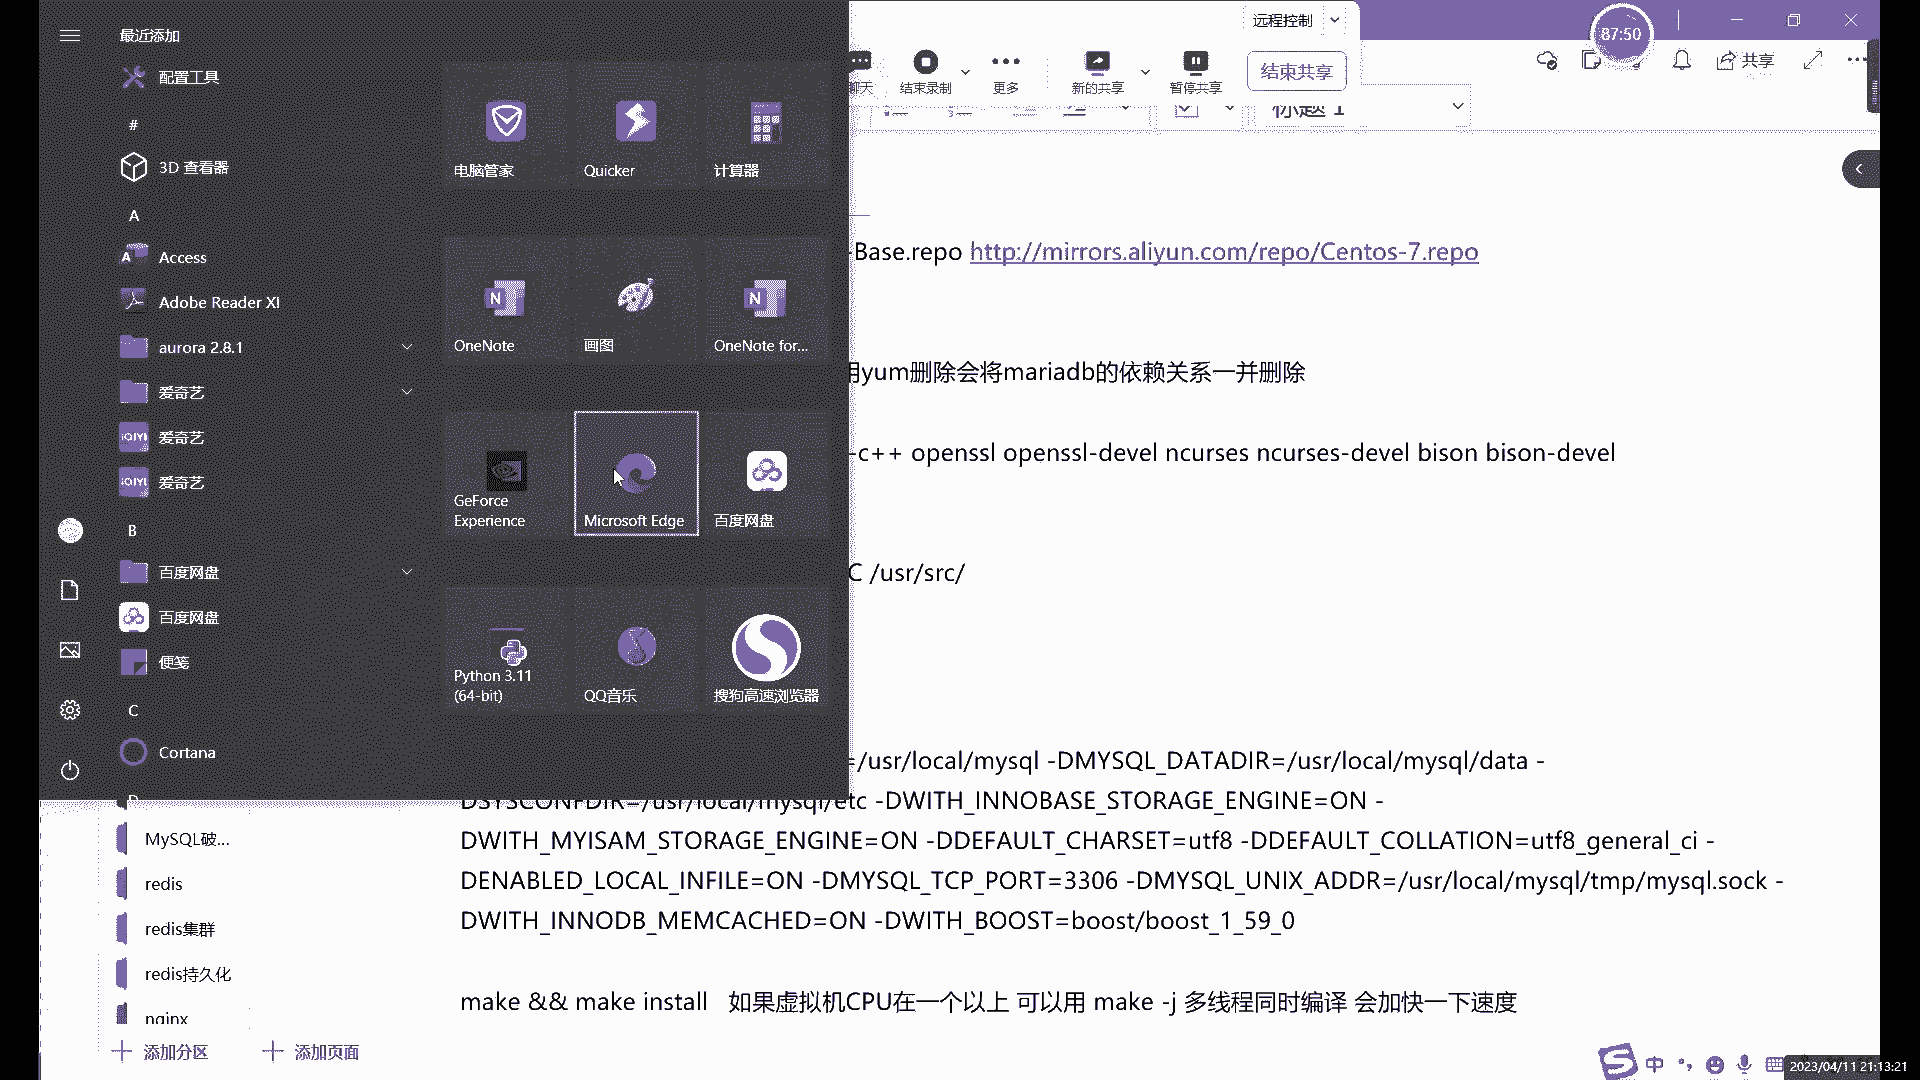 最近添加
配置工具
#
3D 查看器
A
Access
Adobe Reader XI
aurora 2.8.1
爱奇艺
爱奇艺
爱奇艺
B
百度网盘
百度网盘
便笺
C
Cortana
电脑管家
Quicker
计算器
OneNote
画图
OneNote for...
GeForce Experience
Microsoft Edge
百度网盘
Python 3.11 (64-bit)
QQ音乐
搜狗高速浏览器
远程控制
87:50
聊天
结束录制
更多
新的共享
暂停共享
结束共享
共享
标题 1
-Base.repo http://mirrors.aliyun.com/repo/Centos-7.repo
用yum删除会将mariadb的依赖关系一并删除
-c++ openssl openssl-devel ncurses ncurses-devel bison bison-devel
C /usr/src/
=/usr/local/mysql -DMYSQL_DATADIR=/usr/local/mysql/data -
DSYSCONFDIR=/usr/local/mysql/etc -DWITH_INNOBASE_STORAGE_ENGINE=ON -
DWITH_MYISAM_STORAGE_ENGINE=ON -DDEFAULT_CHARSET=utf8 -DDEFAULT_COLLATION=utf8_general_ci -
DENABLED_LOCAL_INFILE=ON -DMYSQL_TCP_PORT=3306 -DMYSQL_UNIX_ADDR=/usr/local/mysql/tmp/mysql.sock -
DWITH_INNODB_MEMCACHED=ON -DWITH_BOOST=boost/boost_1_59_0
make && make install 如果虚拟机CPU在一个以上 可以用 make -j 多线程同时编译 会加快一下速度
MySQL破...
redis
redis集群
redis持久化
nginx
添加分区
添加页面
中
2023/04/11 21:13:21